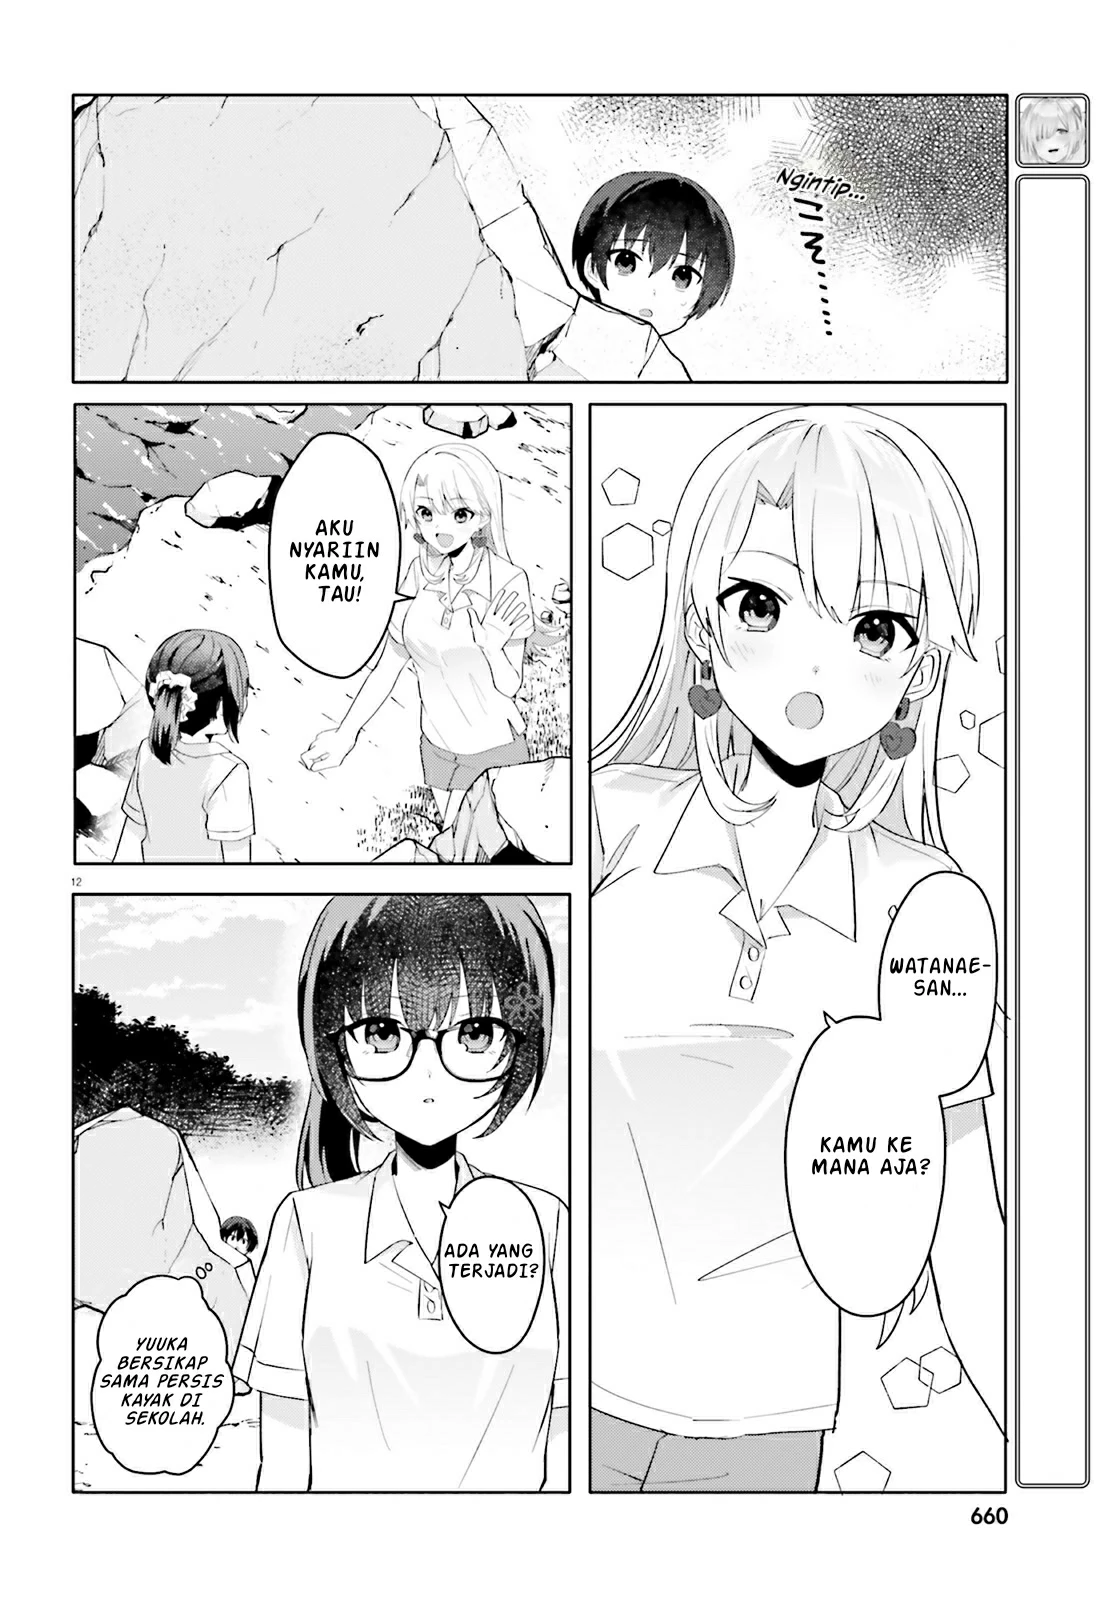 Ngintip...
こそ………
WATANAE-
SAN...
KAMU KE
MANA AJA?
AKU
NYARIIN
KAMU,
TAU!
12
ADA YANG
TERJADI?
YUUKA
BERSIKAP
SAMA PERSIS
KAYAK DI
SEKOLAH.
660